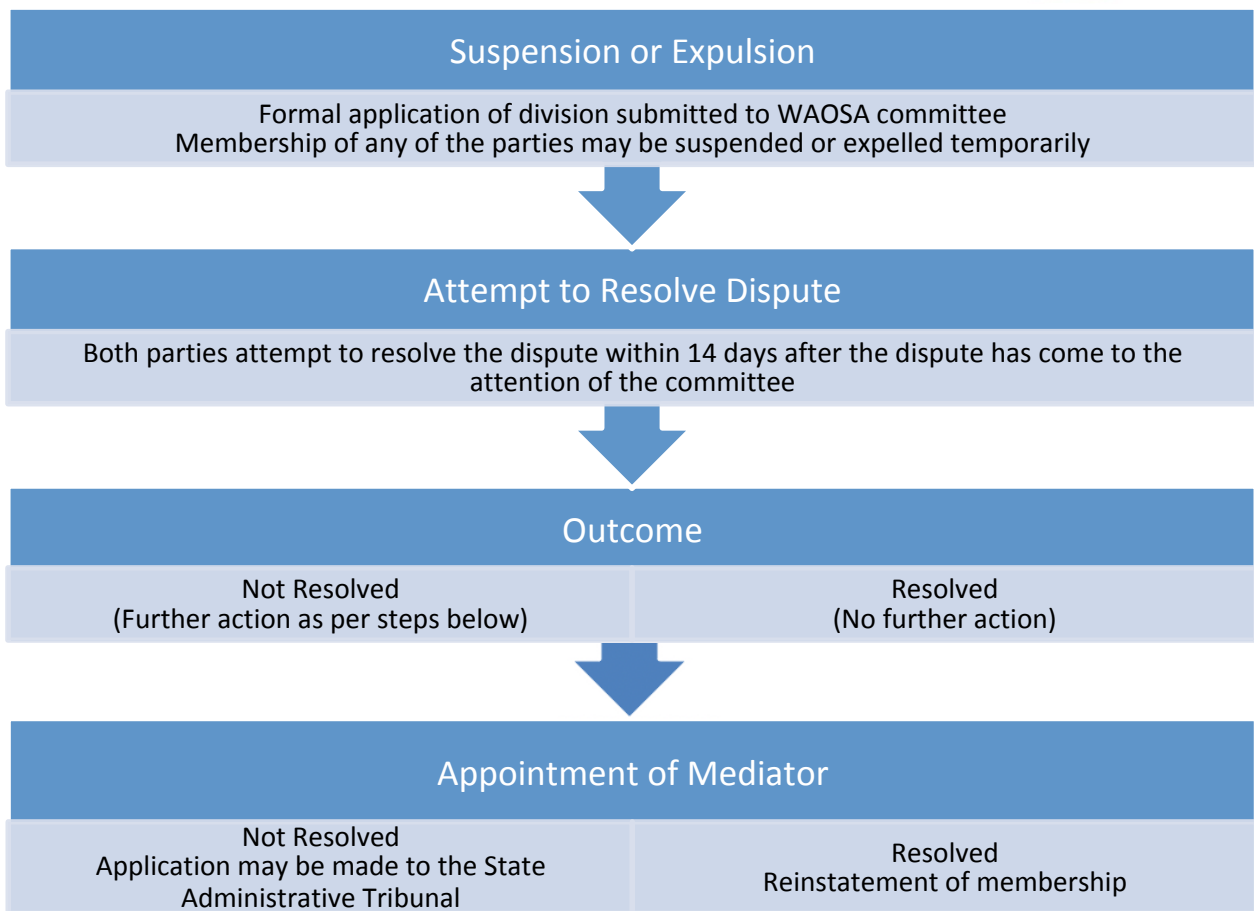 Suspension or Expulsion
Formal application of division submitted to WAOSA committee
Membership of any of the parties may be suspended or expelled temporarily
Attempt to Resolve Dispute
Both parties attempt to resolve the dispute within 14 days after the dispute has come to the
attention of the committee
Outcome
Not Resolved
(Further action as per steps below)
Resolved
(No further action)
Appointment of Mediator
Not Resolved
Application may be made to the State
Administrative Tribunal
Resolved
Reinstatement of membership